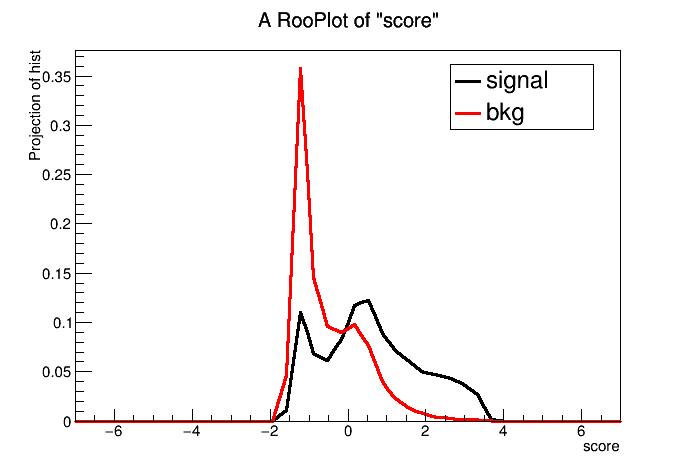 A RooPlot of "score"
Projection of hist
0.35
0.3
0.25
0.2
0.15
0.1
0.05
0
signal
bkg
−6 −4 −2 0 2 4 6
score